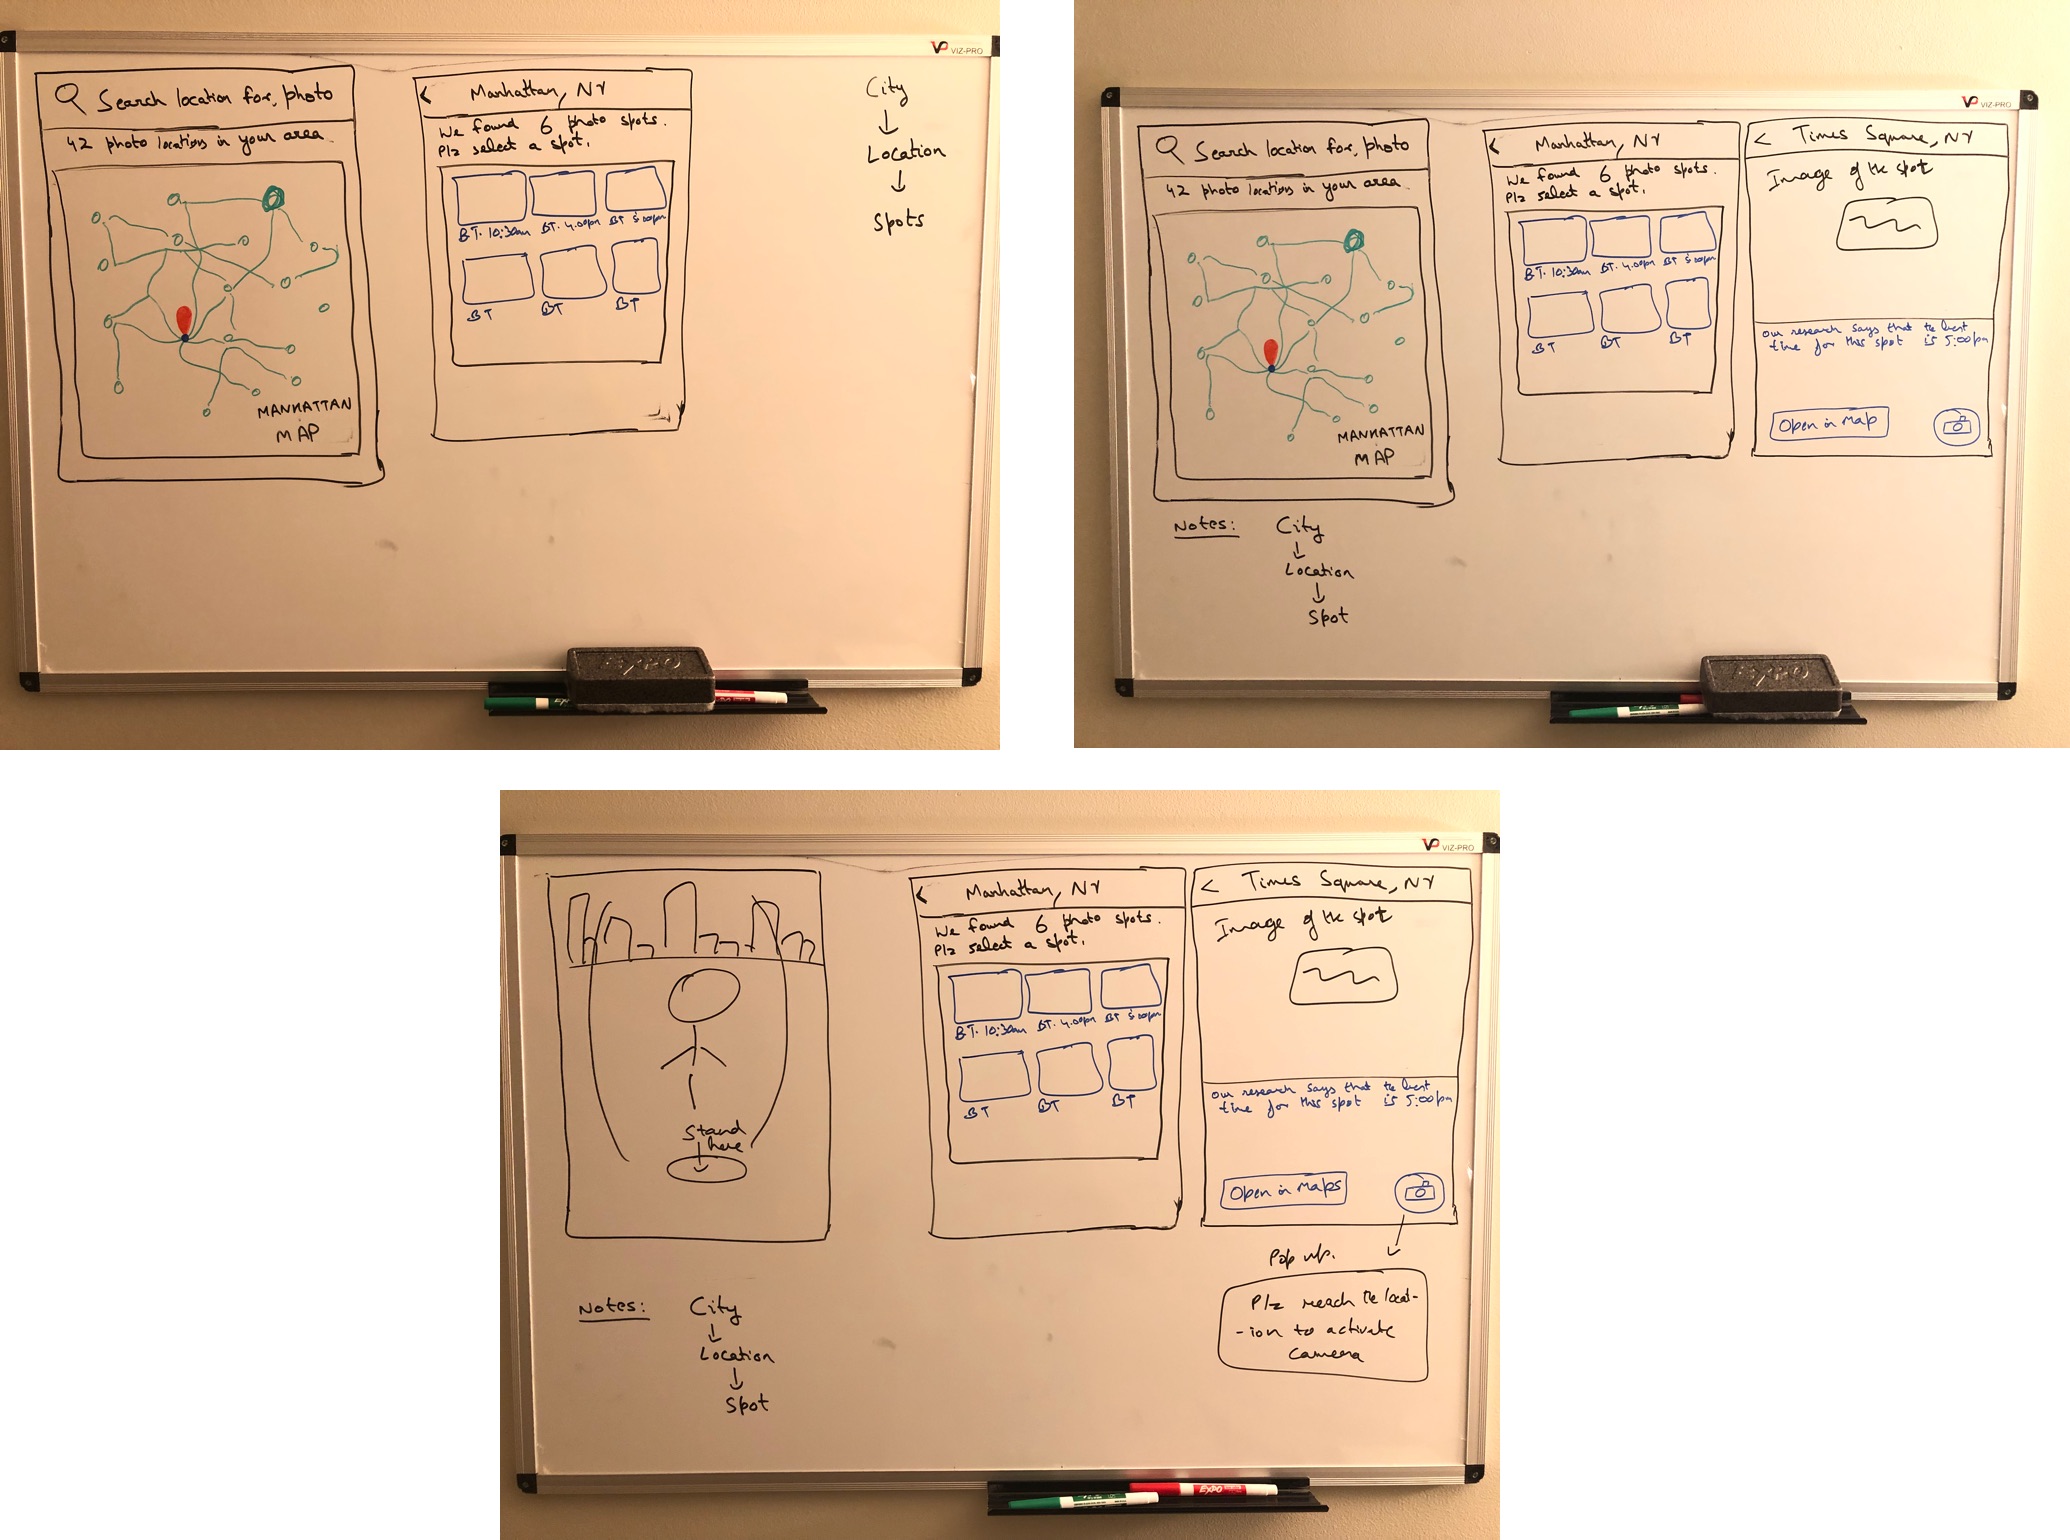 VIZ-PRO
Search location for, photo
42 photo locations in your area.
MANHATTAN
MAP
< Manhattan, NY
We found 6 photo spots.
Plz select a spot.
BT. 10:30am BT. 4.00pm BT 5:00pm
BT BT BT
City
Location
Spots
EXPO
VIZ-PRO
Search location for, photo
42 photo locations in your area.
MANHATTAN
MAP
< Manhattan, NY
We found 6 photo spots.
Plz select a spot.
BT. 10:30am BT. 4.00pm BT 5:00pm
BT BT BT
< Times Square, NY
Image of the spot
Our research says that the best
time for this spot is 5:00pm
Open in Map
Notes: City
Location
Spot
EXPO
VIZ-PRO
Stand
here
< Manhattan, NY
We found 6 photo spots.
Plz select a spot.
BT. 10:30am BT. 4.00pm BT 5:00pm
BT BT BT
< Times Square, NY
Image of the spot
Our research says that the best
time for this spot is 5:00pm
Open in Maps
Pop up.
Plz reach the locat-
-ion to activate
camera
Notes: City
Location
Spot
EXPO